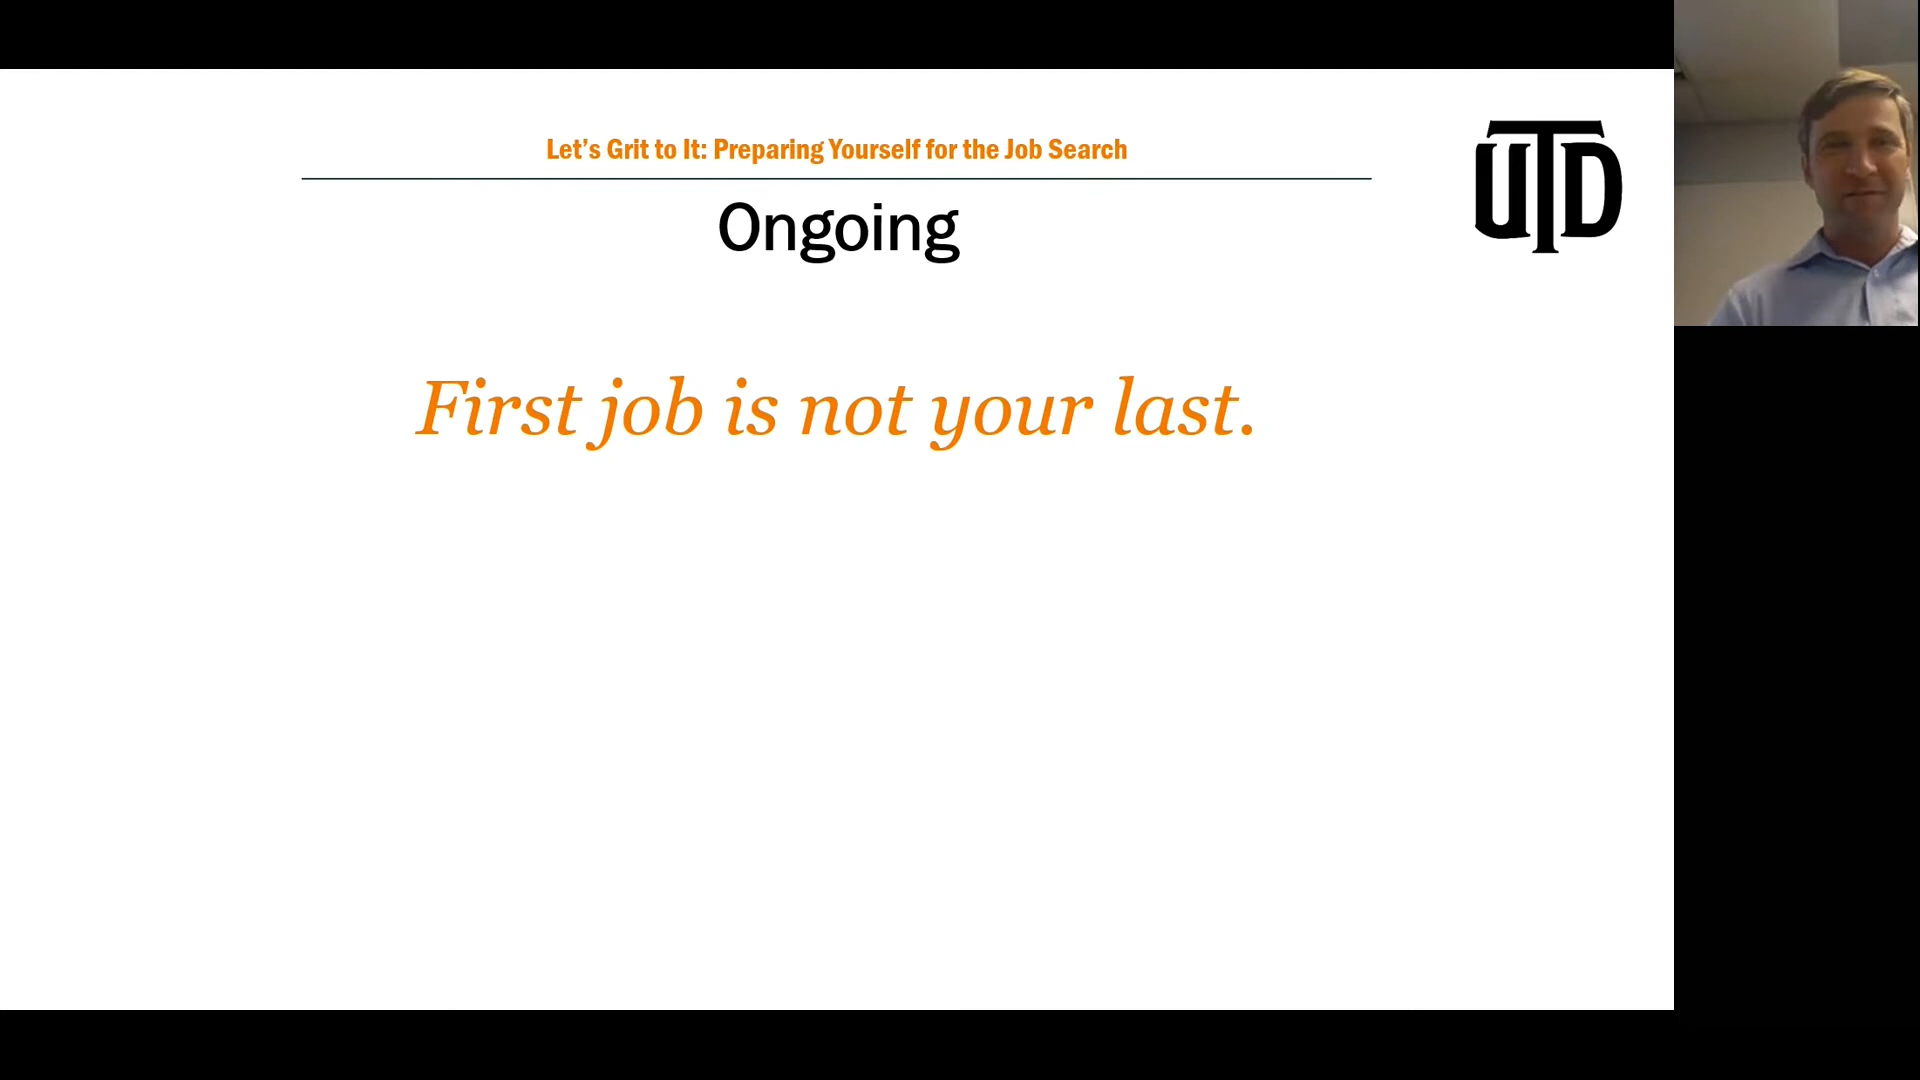 Let's Grit to It: Preparing Yourself for the Job Search
UTD
Ongoing
First job is not your last.